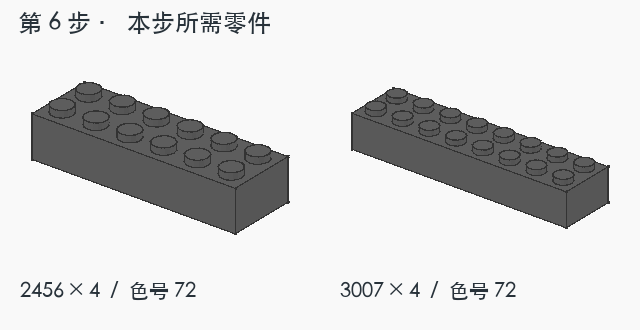 第 6 步 · 本步所需零件
2456 × 4 / 色号 72
3007 × 4 / 色号 72